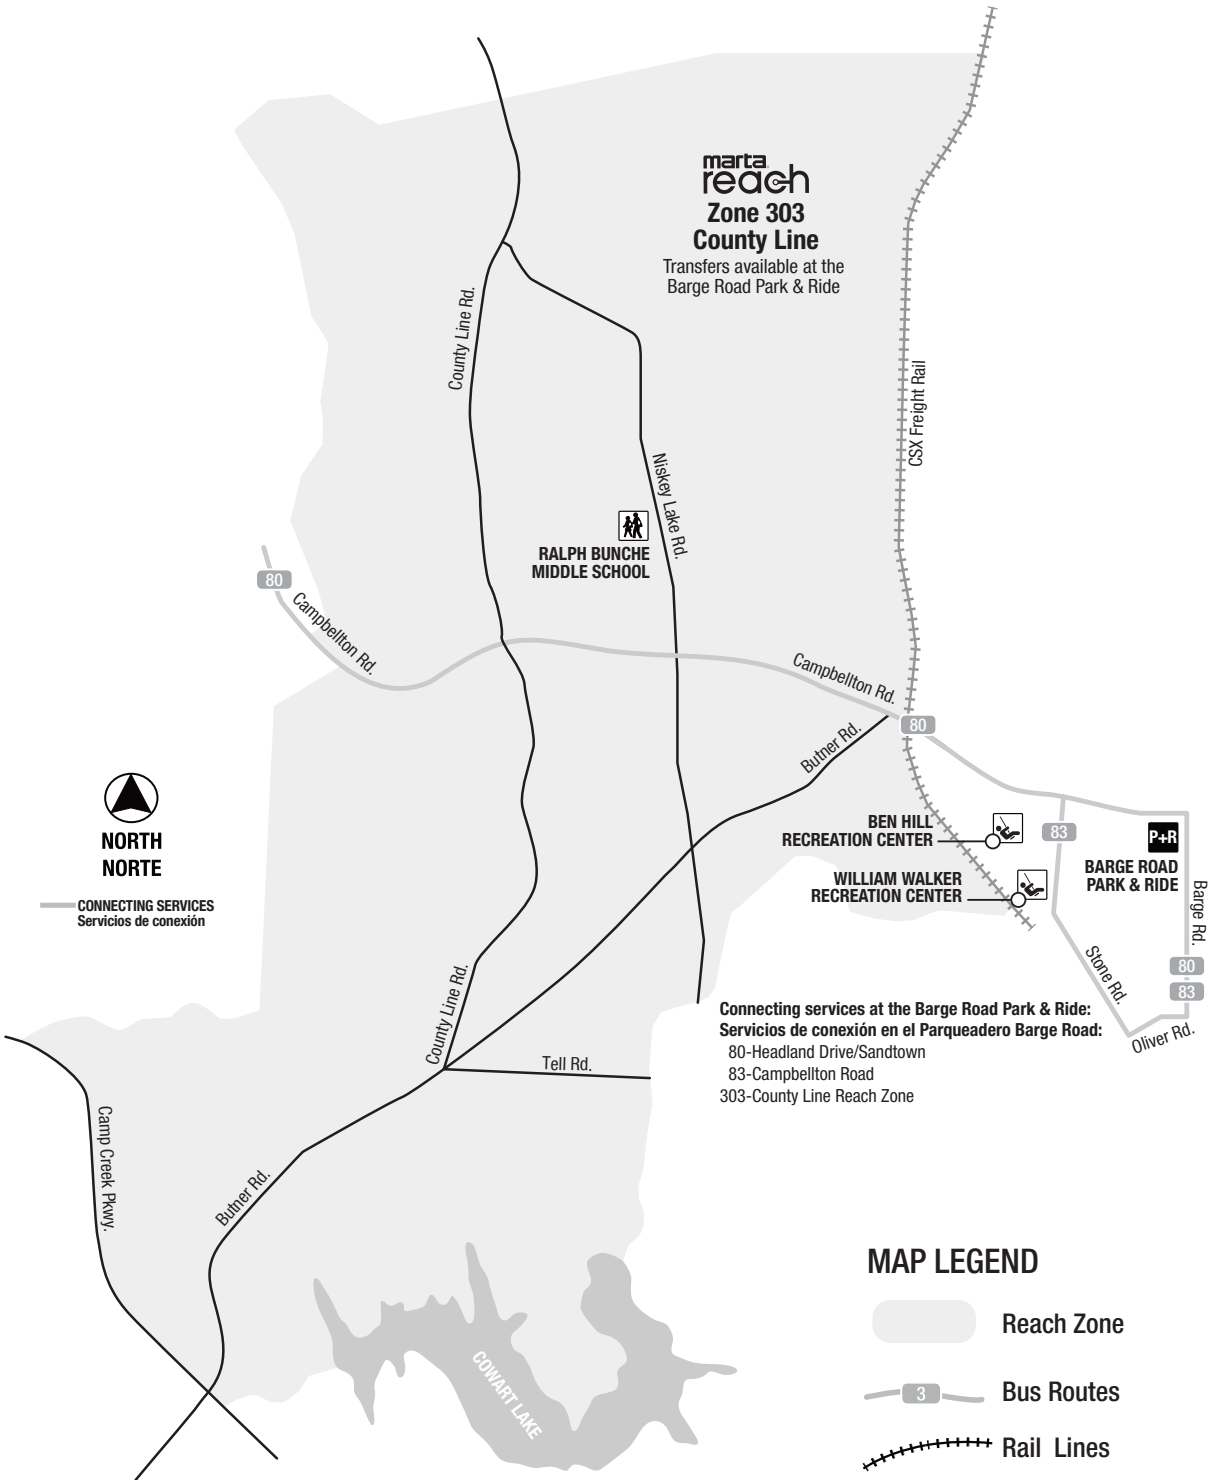 marta
reach
Zone 303
County Line
Transfers available at the
Barge Road Park & Ride
County Line Rd.
CSX Freight Rail
Niskey Lake Rd.
RALPH BUNCHE
MIDDLE SCHOOL
80
Campbellton Rd.
Campbellton Rd.
80
Butner Rd.
NORTH
NORTE
CONNECTING SERVICES
Servicios de conexión
BEN HILL
RECREATION CENTER
83
P+R
BARGE ROAD
PARK & RIDE
WILLIAM WALKER
RECREATION CENTER
Barge Rd.
Stone Rd.
80
83
Oliver Rd.
County Line Rd.
Connecting services at the Barge Road Park & Ride:
Servicios de conexión en el Parqueadero Barge Road:
80-Headland Drive/Sandtown
83-Campbellton Road
303-County Line Reach Zone
Tell Rd.
Camp Creek Pkwy.
Butner Rd.
COWART LAKE
MAP LEGEND
Reach Zone
3
Bus Routes
Rail Lines